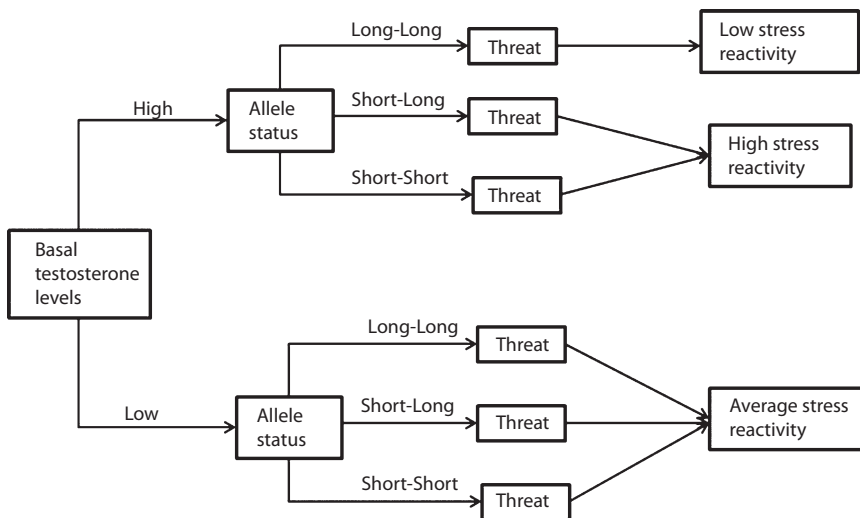 Long-Long
Threat
Low stress
reactivity
High
Allele
status
Short-Long
Threat
High stress
reactivity
Short-Short
Threat
Basal
testosterone
levels
Long-Long
Threat
Low
Allele
status
Short-Long
Threat
Average stress
reactivity
Short-Short
Threat